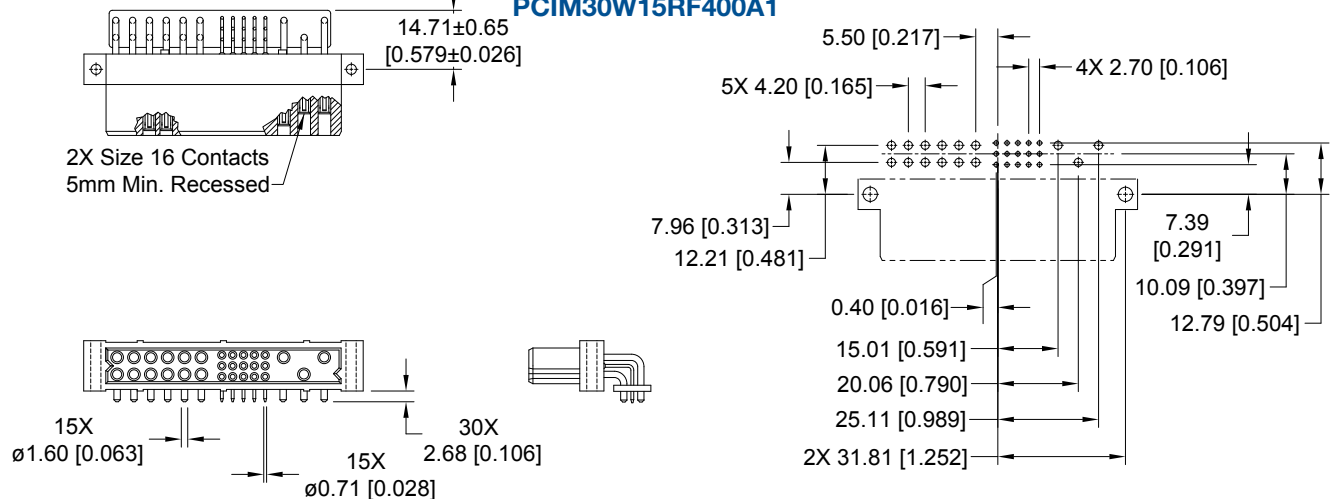 PCIM30W15RF400A1
14.71±0.65
[0.579±0.026]
2X Size 16 Contacts
5mm Min. Recessed
5.50 [0.217]
4X 2.70 [0.106]
5X 4.20 [0.165]
7.96 [0.313]
12.21 [0.481]
7.39
[0.291]
10.09 [0.397]
12.79 [0.504]
0.40 [0.016]
15.01 [0.591]
20.06 [0.790]
25.11 [0.989]
2X 31.81 [1.252]
15X
ø1.60 [0.063]
15X
ø0.71 [0.028]
30X
2.68 [0.106]